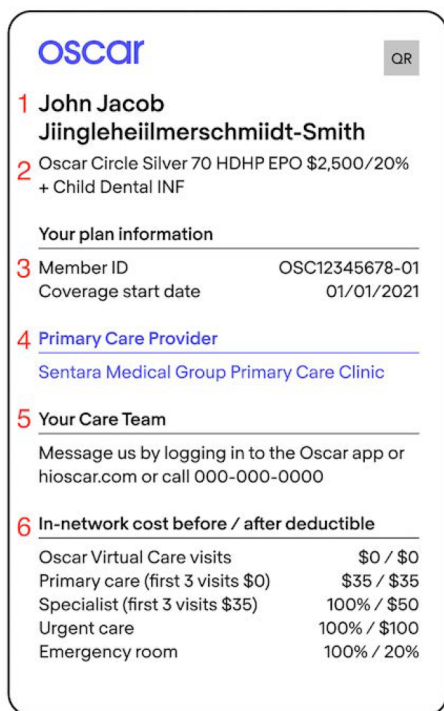 oscar
QR
1 John Jacob
Jiingleheiilmerschmiidt-Smith
2 Oscar Circle Silver 70 HDHP EPO $2,500/20%
+ Child Dental INF
Your plan information
3 Member ID OSC12345678-01
Coverage start date 01/01/2021
4 Primary Care Provider
Sentara Medical Group Primary Care Clinic
5 Your Care Team
Message us by logging in to the Oscar app or
hioscar.com or call 000-000-0000
6 In-network cost before / after deductible
Oscar Virtual Care visits $0 / $0
Primary care (first 3 visits $0) $35 / $35
Specialist (first 3 visits $35) 100% / $50
Urgent care 100% / $100
Emergency room 100% / 20%